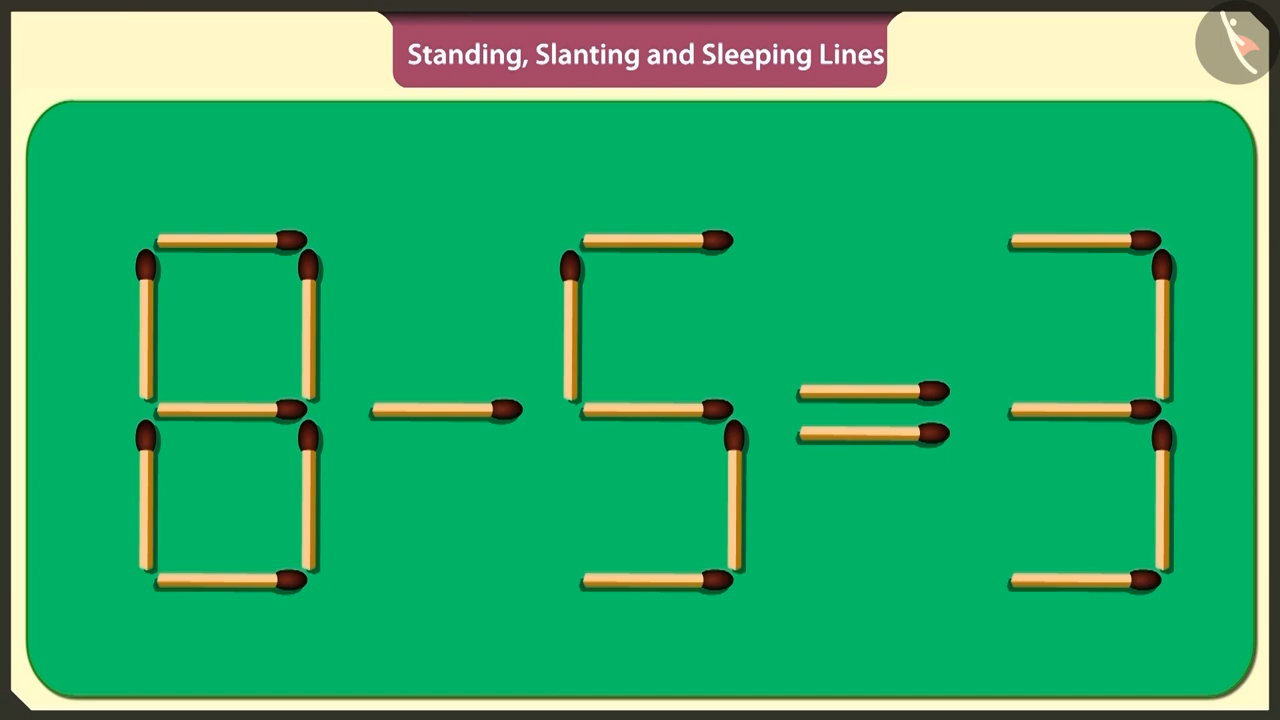 Standing, Slanting and Sleeping Lines
8 - 5 = 3